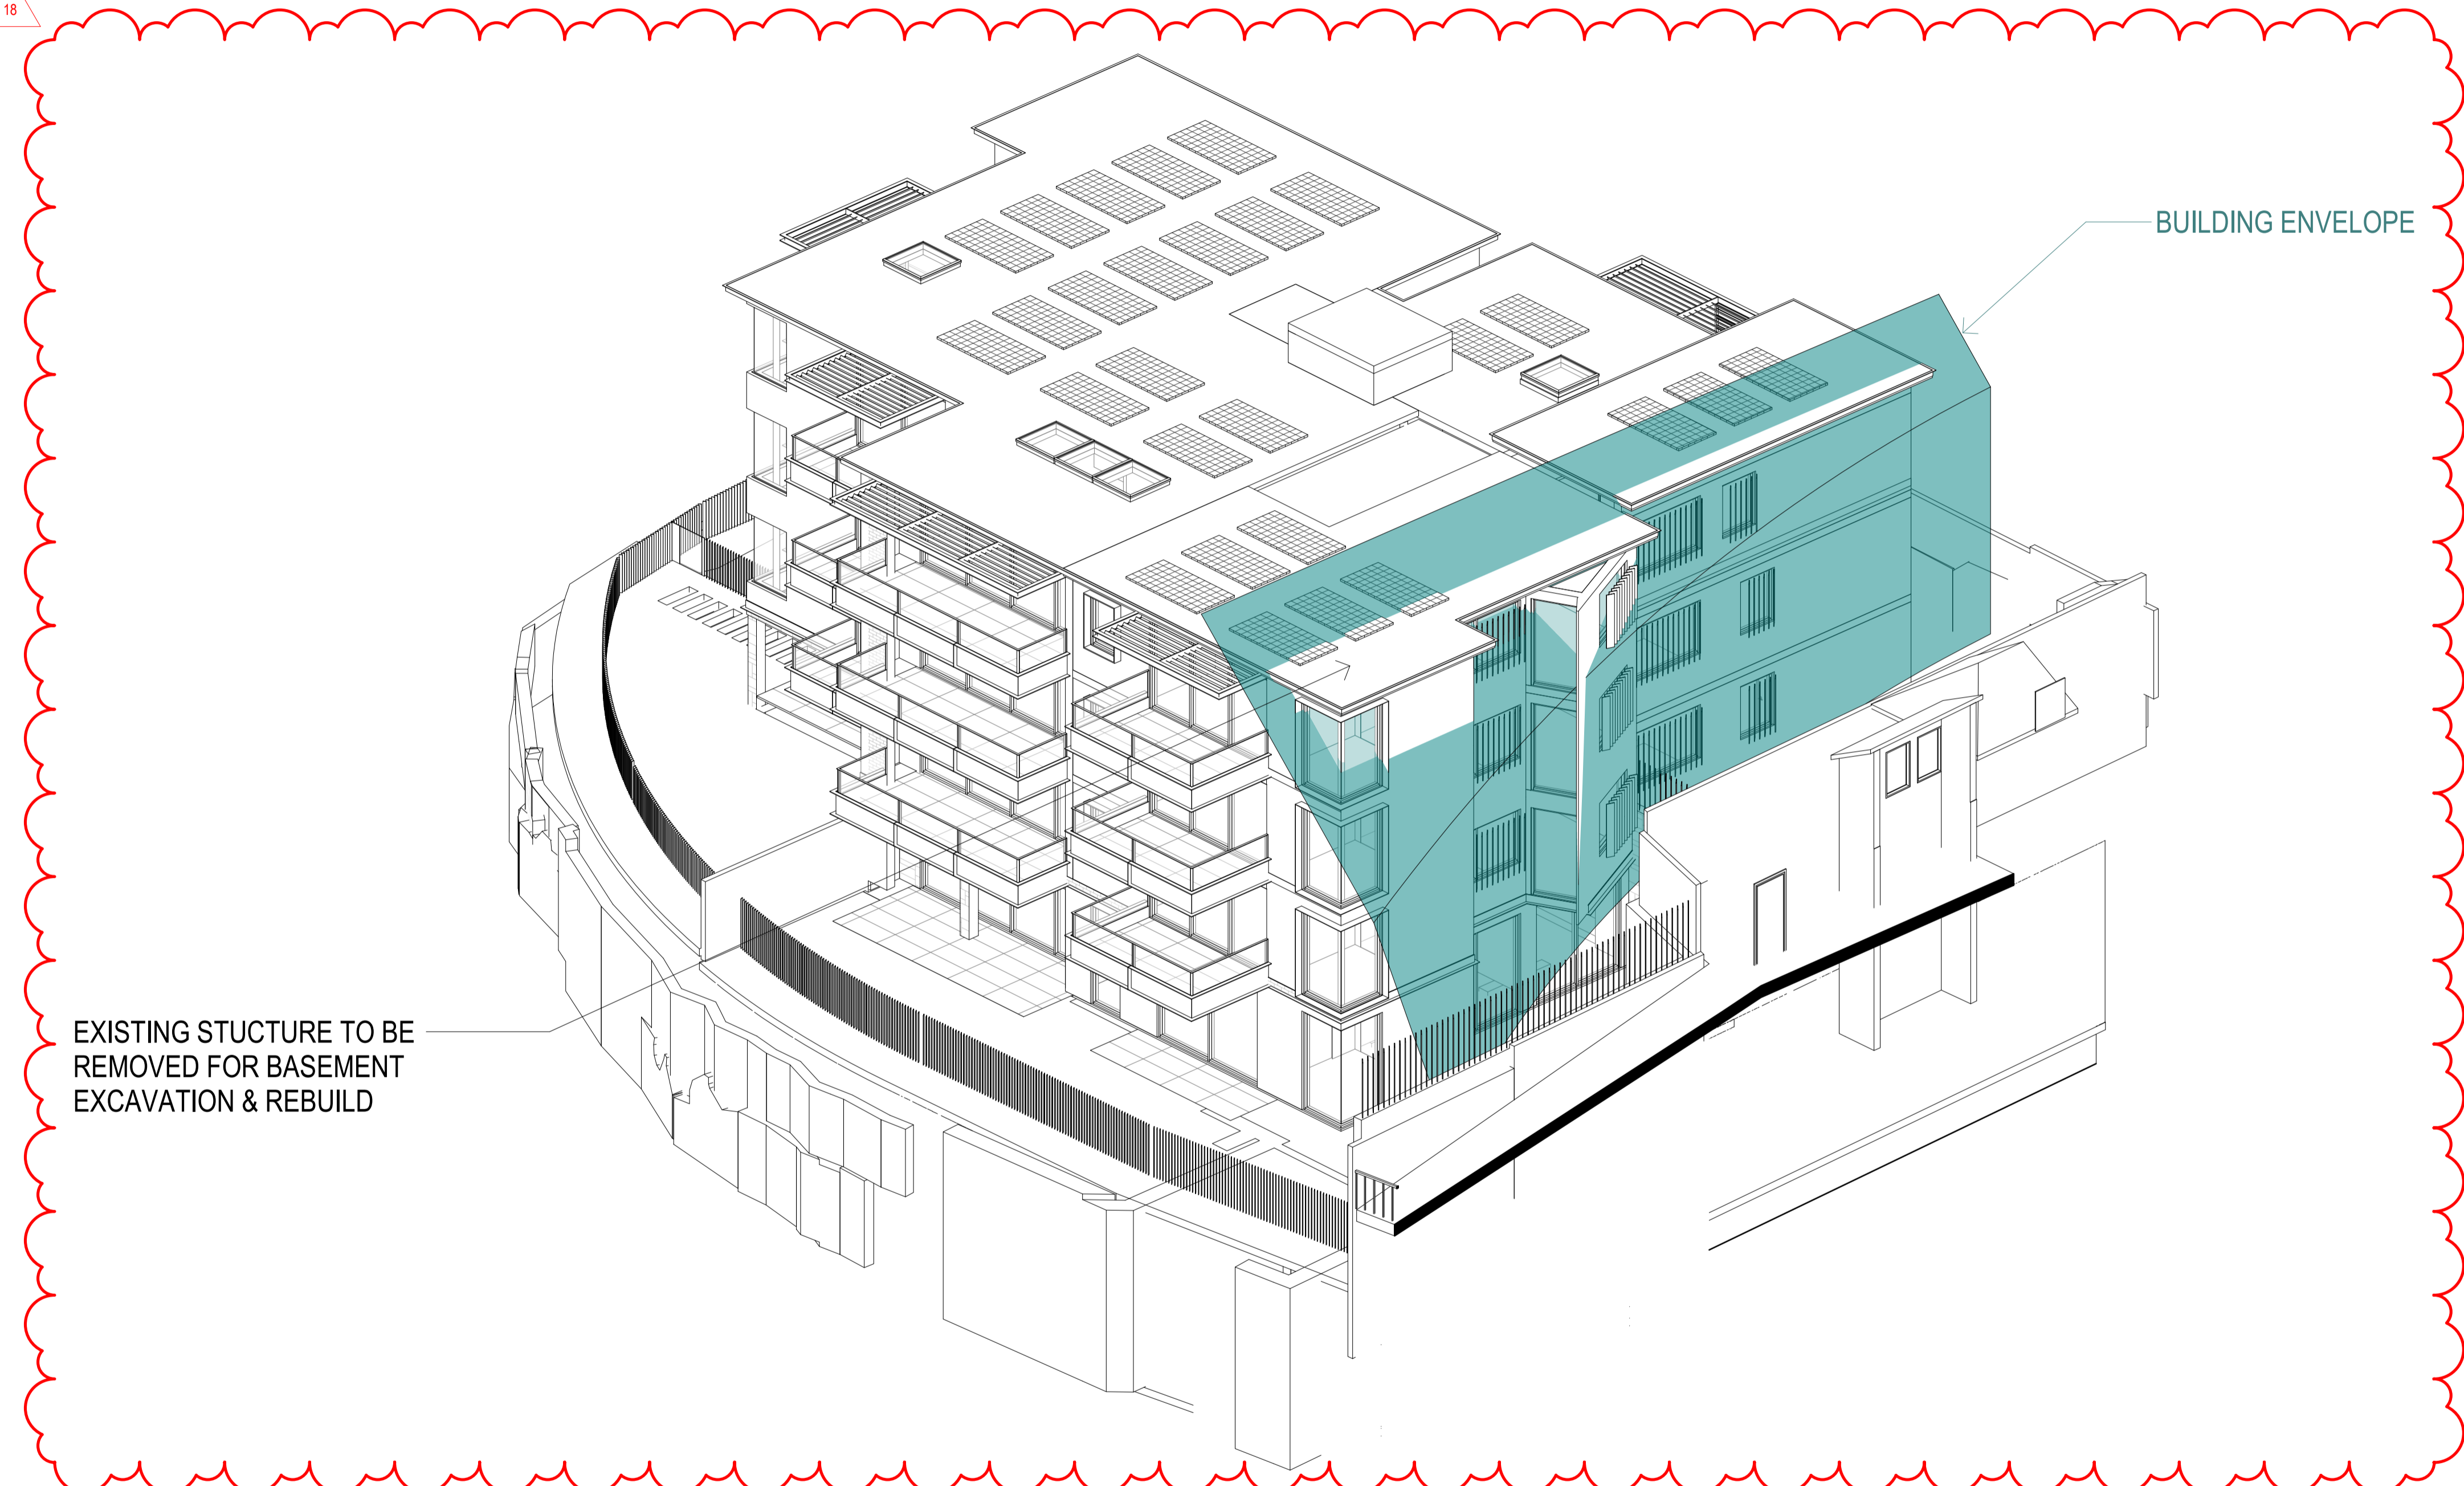 18
BUILDING ENVELOPE
EXISTING STUCTURE TO BE
REMOVED FOR BASEMENT
EXCAVATION & REBUILD